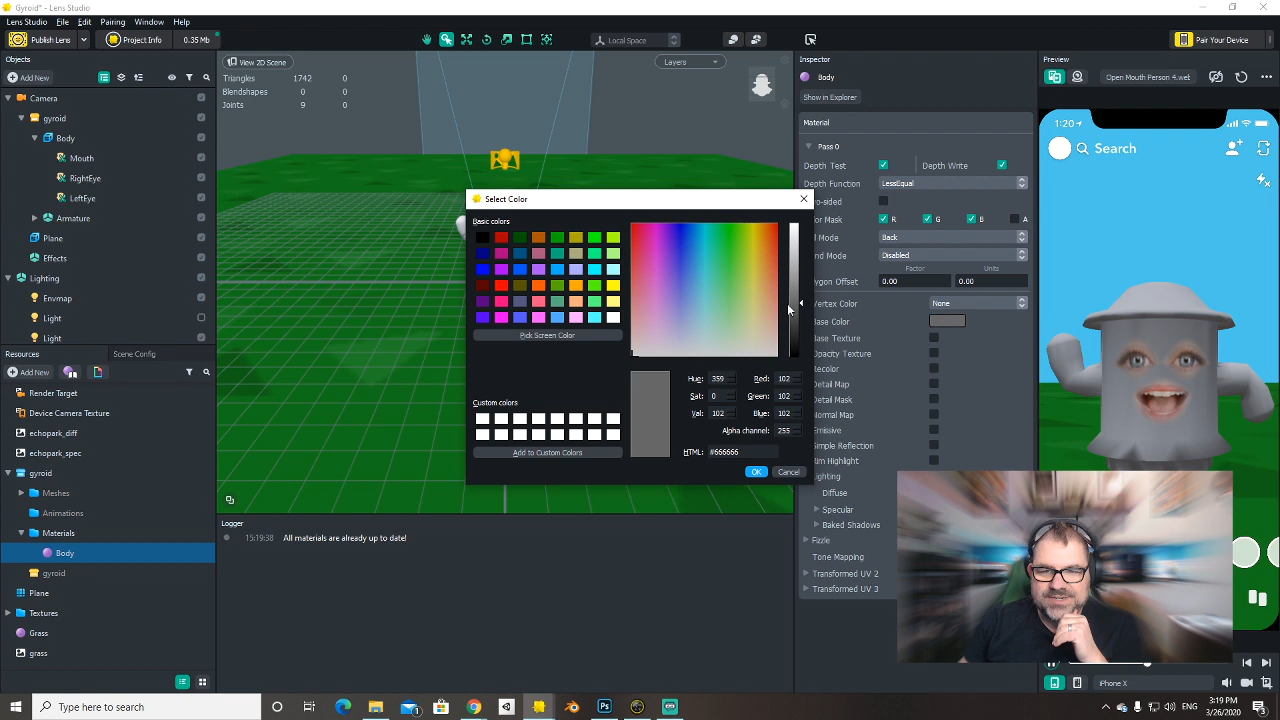 Gyroid* - Lens Studio
Lens Studio File Edit Pairing Window Help
Publish Lens Project Info 0.35 Mb Local Space Pair Your Device
Objects
Add New
Camera
gyroid
Body
Mouth
RightEye
LeftEye
Armature
Plane
Effects
Lighting
Envmap
Light
Light
Resources Scene Config
Add New
Render Target
Device Camera Texture
echopark_diff
echopark_spec
gyroid
Meshes
Animations
Materials
Body
gyroid
Plane
Textures
Grass
grass
View 2D Scene Layers
Triangles 1742 0
Blendshapes 0 0
Joints 9 0
Select Color
Basic colors
Pick Screen Color
Custom colors
Add to Custom Colors
Hue: 359 Red: 102
Sat: 0 Green: 102
Val: 102 Blue: 102
Alpha channel: 255
HTML: #666666
OK Cancel
Logger
15:19:38 All materials are already up to date!
Inspector
Body
Show in Explorer
Material
Pass 0
Depth Test Depth Write
Depth Function LessEqual
wo-sided
lor Mask R G B A
ll Mode Back
end Mode Disabled
Factor Units
lygon Offset 0.00 0.00
Vertex Color None
Base Color
Base Texture
Opacity Texture
Recolor
Detail Map
Detail Mask
Normal Map
Emissive
Simple Reflection
Rim Highlight
Lighting
Diffuse
Specular
Baked Shadows
Fizzle
Tone Mapping
Transformed UV 2
Transformed UV 3
Preview
Open Mouth Person 4.wet
1:20
Search
iPhone X
Type here to search
1
ENG
3:19 PM
3/26/2020
3